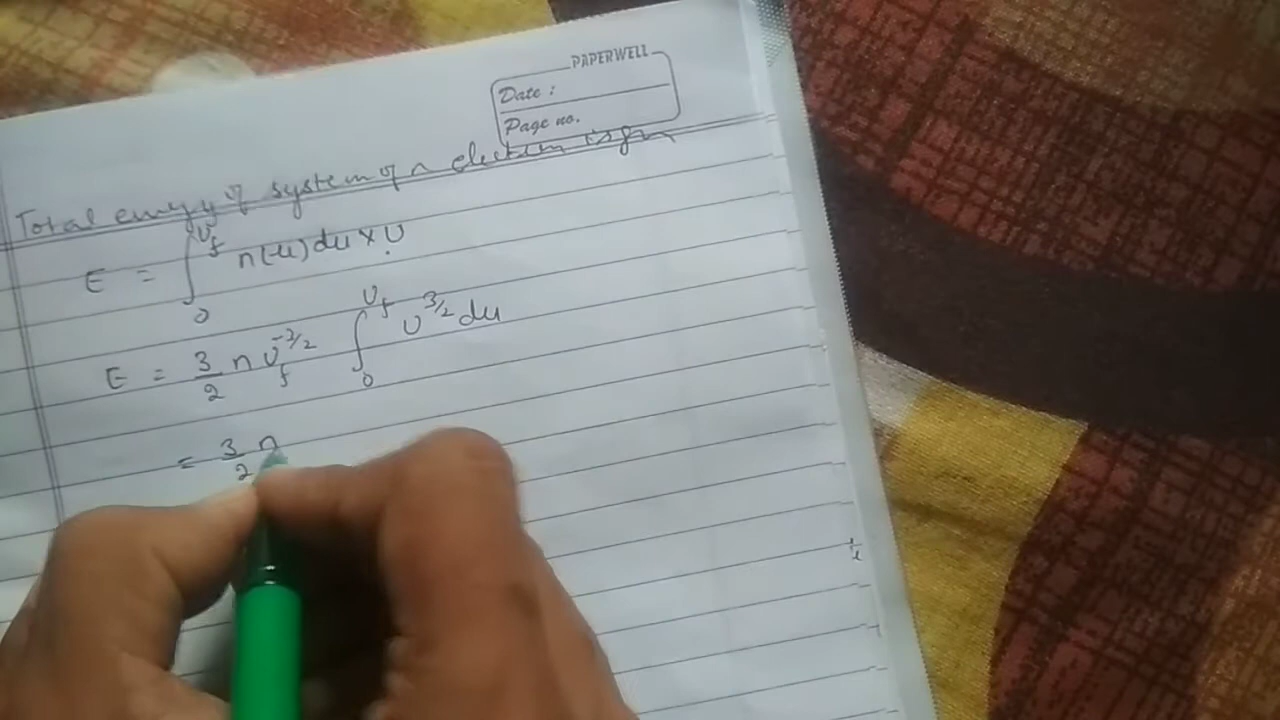 PAPERWELL
Date :
Page no.
Total energy of system of n electron is gn
E = ∫₀^{U_f} n(u) du × U
E = 3/2 n U_f^{-3/2} ∫₀^{U_f} U^{3/2} du
= 3/2 n